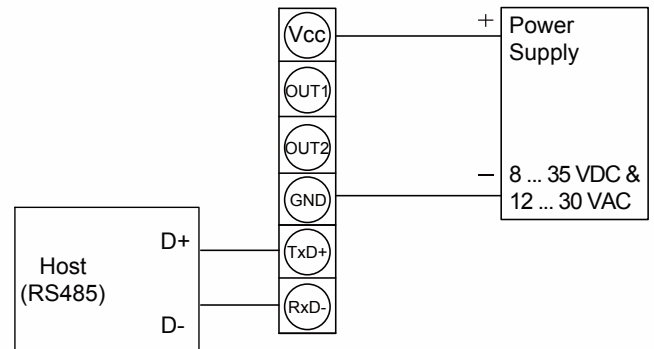 Vcc
OUT1
OUT2
GND
TxD+
RxD-
+ Power
Supply
– 8 ... 35 VDC &
12 ... 30 VAC
D+
Host
(RS485)
D-